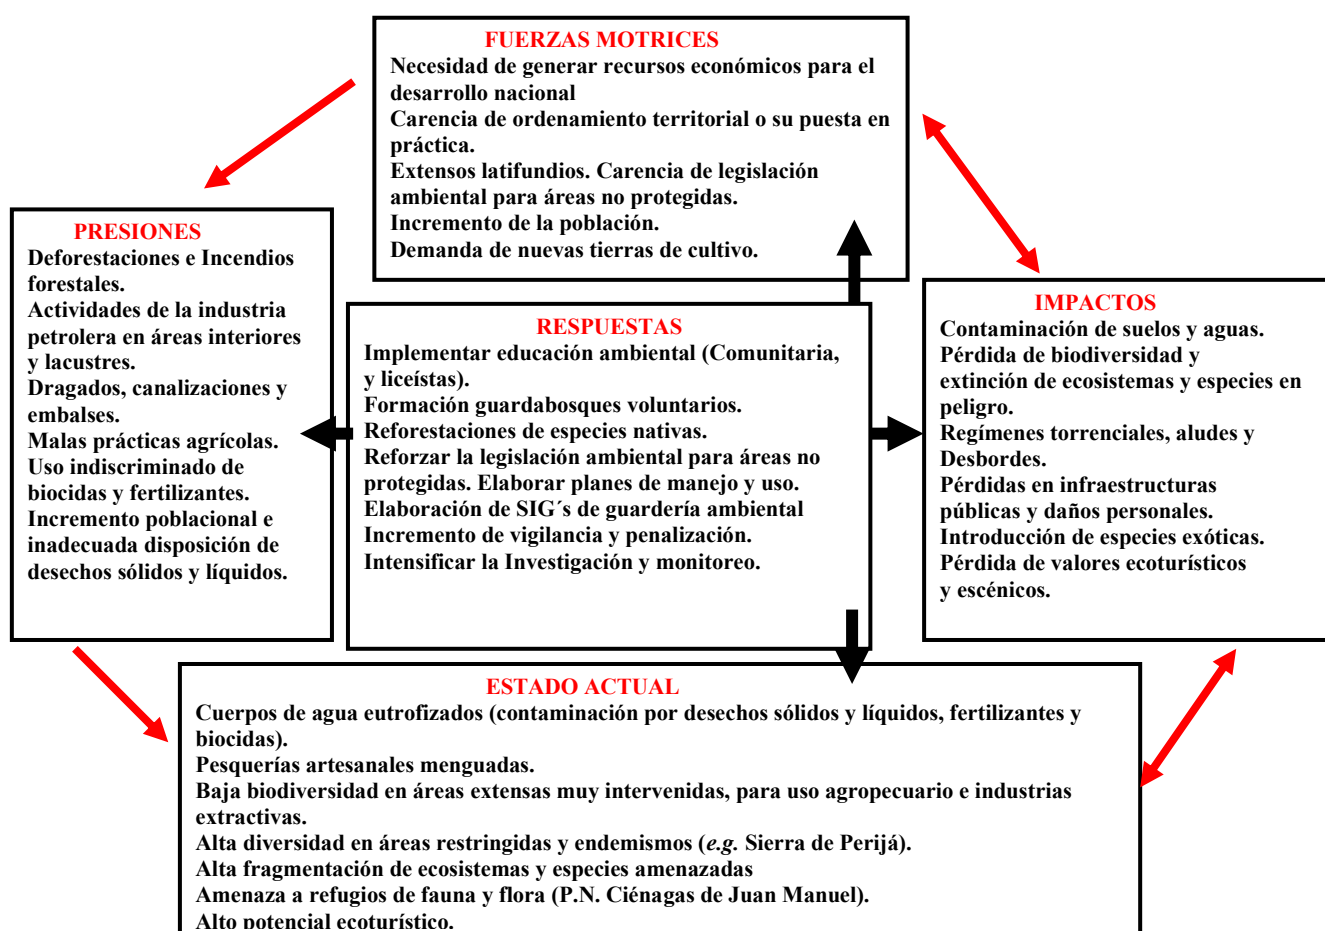 FUERZAS MOTRICES
Necesidad de generar recursos económicos para el
desarrollo nacional
Carencia de ordenamiento territorial o su puesta en
práctica.
Extensos latifundios. Carencia de legislación
ambiental para áreas no protegidas.
Incremento de la población.
Demanda de nuevas tierras de cultivo.
PRESIONES
Deforestaciones e Incendios
forestales.
Actividades de la industria
petrolera en áreas interiores
y lacustres.
Dragados, canalizaciones y
embalses.
Malas prácticas agrícolas.
Uso indiscriminado de
biocidas y fertilizantes.
Incremento poblacional e
inadecuada disposición de
desechos sólidos y líquidos.
RESPUESTAS
Implementar educación ambiental (Comunitaria,
y liceístas).
Formación guardabosques voluntarios.
Reforestaciones de especies nativas.
Reforzar la legislación ambiental para áreas no
protegidas. Elaborar planes de manejo y uso.
Elaboración de SIG´s de guardería ambiental
Incremento de vigilancia y penalización.
Intensificar la Investigación y monitoreo.
IMPACTOS
Contaminación de suelos y aguas.
Pérdida de biodiversidad y
extinción de ecosistemas y especies en
peligro.
Regímenes torrenciales, aludes y
Desbordes.
Pérdidas en infraestructuras
públicas y daños personales.
Introducción de especies exóticas.
Pérdida de valores ecoturísticos
y escénicos.
ESTADO ACTUAL
Cuerpos de agua eutrofizados (contaminación por desechos sólidos y líquidos, fertilizantes y
biocidas).
Pesquerías artesanales menguadas.
Baja biodiversidad en áreas extensas muy intervenidas, para uso agropecuario e industrias
extractivas.
Alta diversidad en áreas restringidas y endemismos (e.g. Sierra de Perijá).
Alta fragmentación de ecosistemas y especies amenazadas
Amenaza a refugios de fauna y flora (P.N. Ciénagas de Juan Manuel).
Alto potencial ecoturístico.